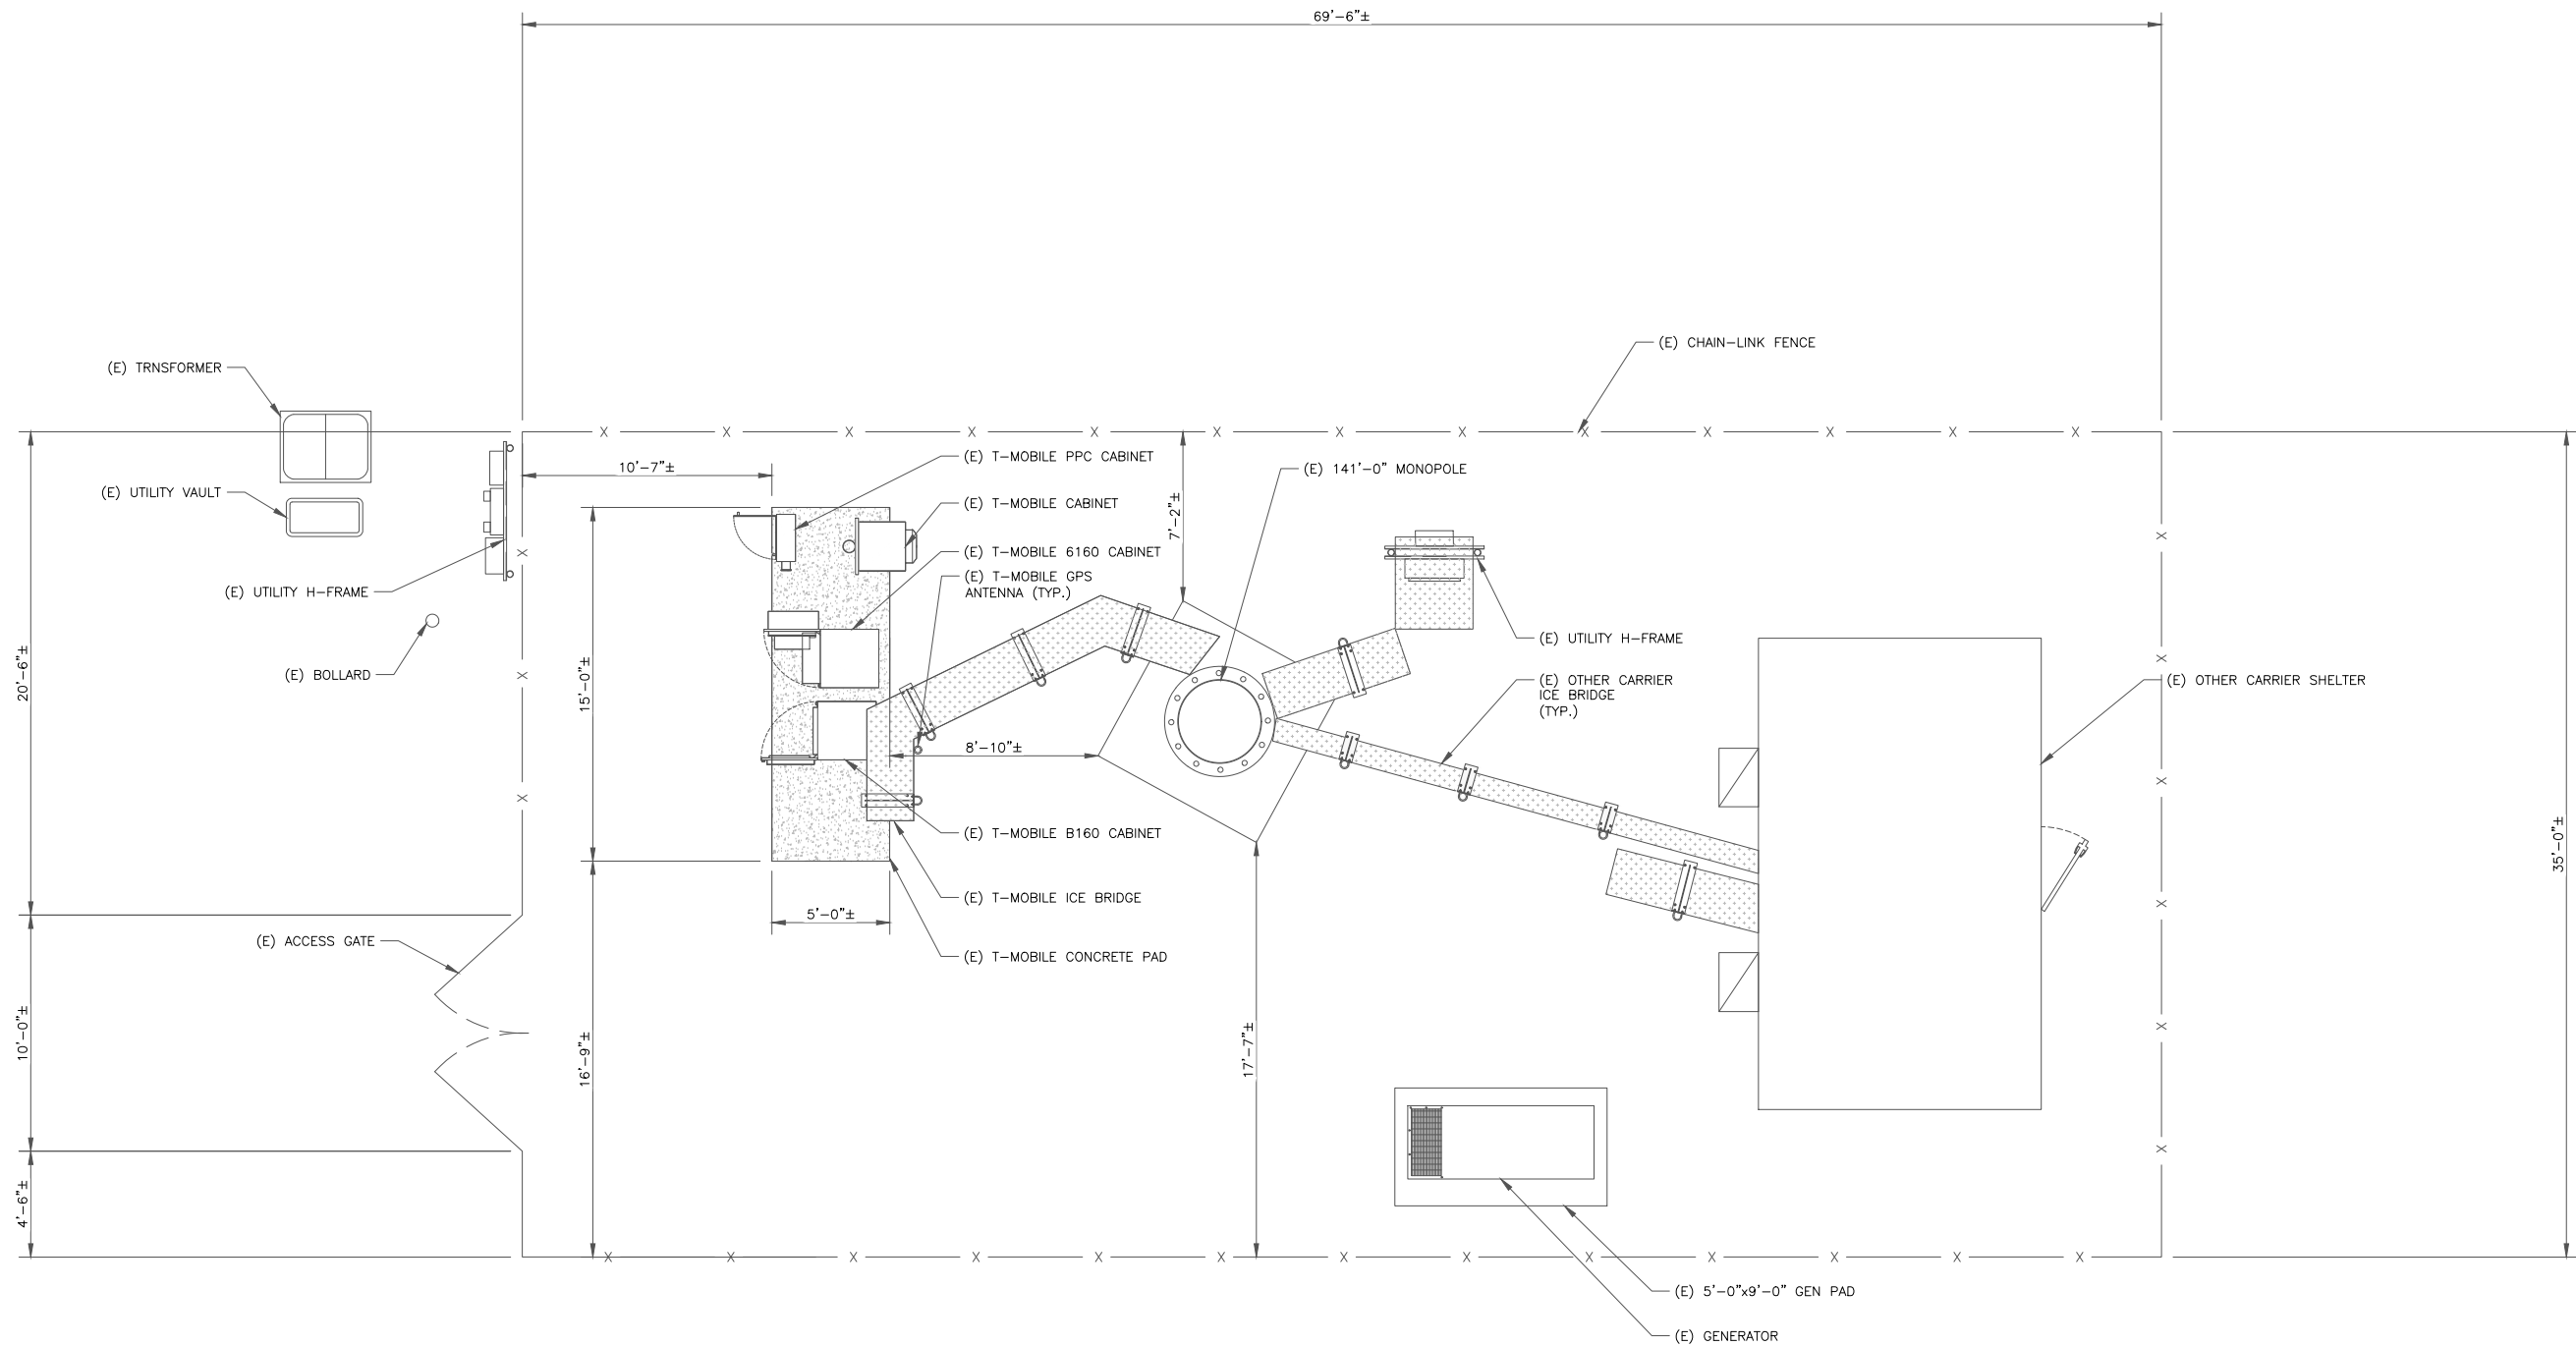 69'-6"±
(E) CHAIN-LINK FENCE
(E) TRNSFORMER
(E) T-MOBILE PPC CABINET
10'-7"±
(E) 141'-0" MONOPOLE
(E) UTILITY VAULT
(E) T-MOBILE CABINET
7'-2"±
(E) T-MOBILE 6160 CABINET
(E) T-MOBILE GPS
ANTENNA (TYP.)
(E) UTILITY H-FRAME
(E) UTILITY H-FRAME
20'-6"±
(E) BOLLARD
15'-0"±
(E) OTHER CARRIER
ICE BRIDGE
(TYP.)
(E) OTHER CARRIER SHELTER
8'-10"±
(E) T-MOBILE B160 CABINET
35'-0"±
(E) T-MOBILE ICE BRIDGE
5'-0"±
(E) ACCESS GATE
(E) T-MOBILE CONCRETE PAD
10'-0"±
16'-9"±
17'-7"±
4'-6"±
(E) 5'-0"x9'-0" GEN PAD
(E) GENERATOR